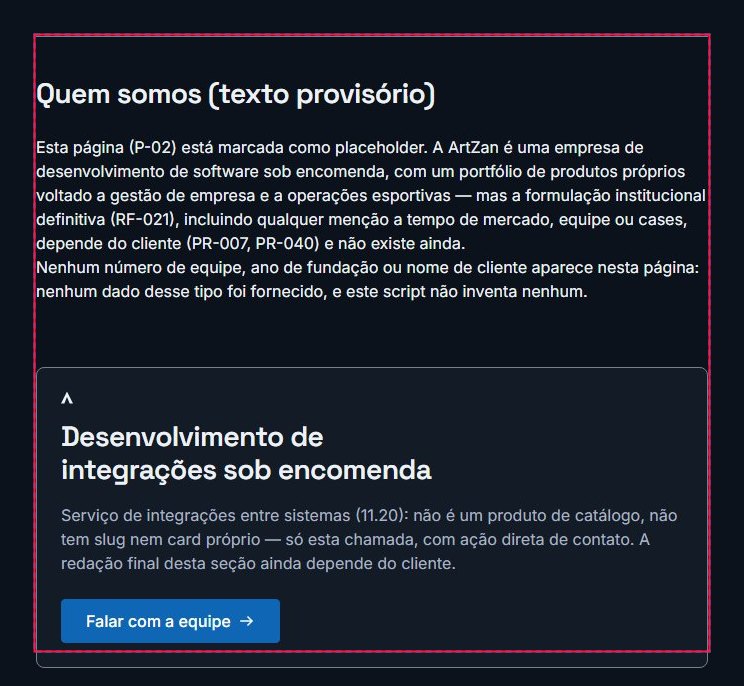 Quem somos (texto provisório)
Esta página (P-02) está marcada como placeholder. A ArtZan é uma empresa de
desenvolvimento de software sob encomenda, com um portfólio de produtos próprios
voltado a gestão de empresa e a operações esportivas — mas a formulação institucional
definitiva (RF-021), incluindo qualquer menção a tempo de mercado, equipe ou cases,
depende do cliente (PR-007, PR-040) e não existe ainda.
Nenhum número de equipe, ano de fundação ou nome de cliente aparece nesta página:
nenhum dado desse tipo foi fornecido, e este script não inventa nenhum.
Desenvolvimento de
integrações sob encomenda
Serviço de integrações entre sistemas (11.20): não é um produto de catálogo, não
tem slug nem card próprio — só esta chamada, com ação direta de contato. A
redação final desta seção ainda depende do cliente.
Falar com a equipe →